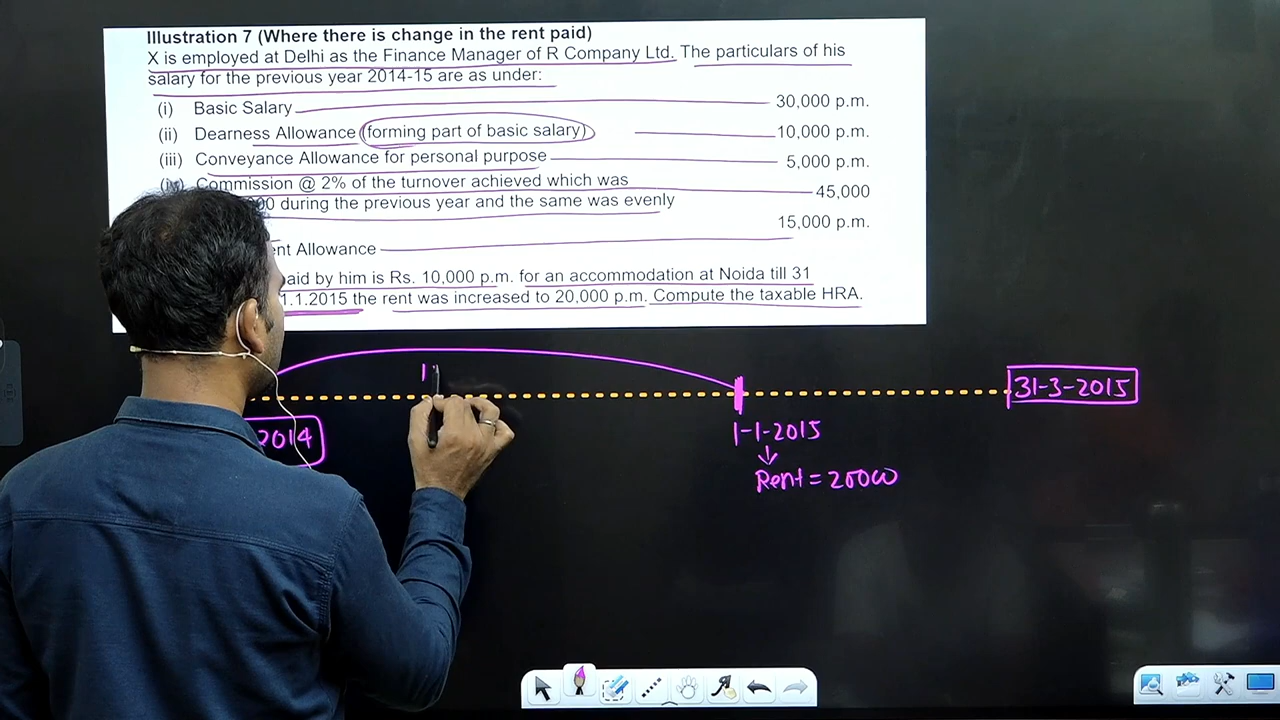 Illustration 7 (Where there is change in the rent paid)
X is employed at Delhi as the Finance Manager of R Company Ltd. The particulars of his
salary for the previous year 2014-15 are as under:
(i) Basic Salary 30,000 p.m.
(ii) Dearness Allowance (forming part of basic salary) 10,000 p.m.
(iii) Conveyance Allowance for personal purpose 5,000 p.m.
(iv) Commission @ 2% of the turnover achieved which was 45,000
during the previous year and the same was evenly
15,000 p.m.
Allowance
by him is Rs. 10,000 p.m. for an accommodation at Noida till 31
1.1.2015 the rent was increased to 20,000 p.m. Compute the taxable HRA.
31-3-2015
2014
1-1-2015
Rent = 20000